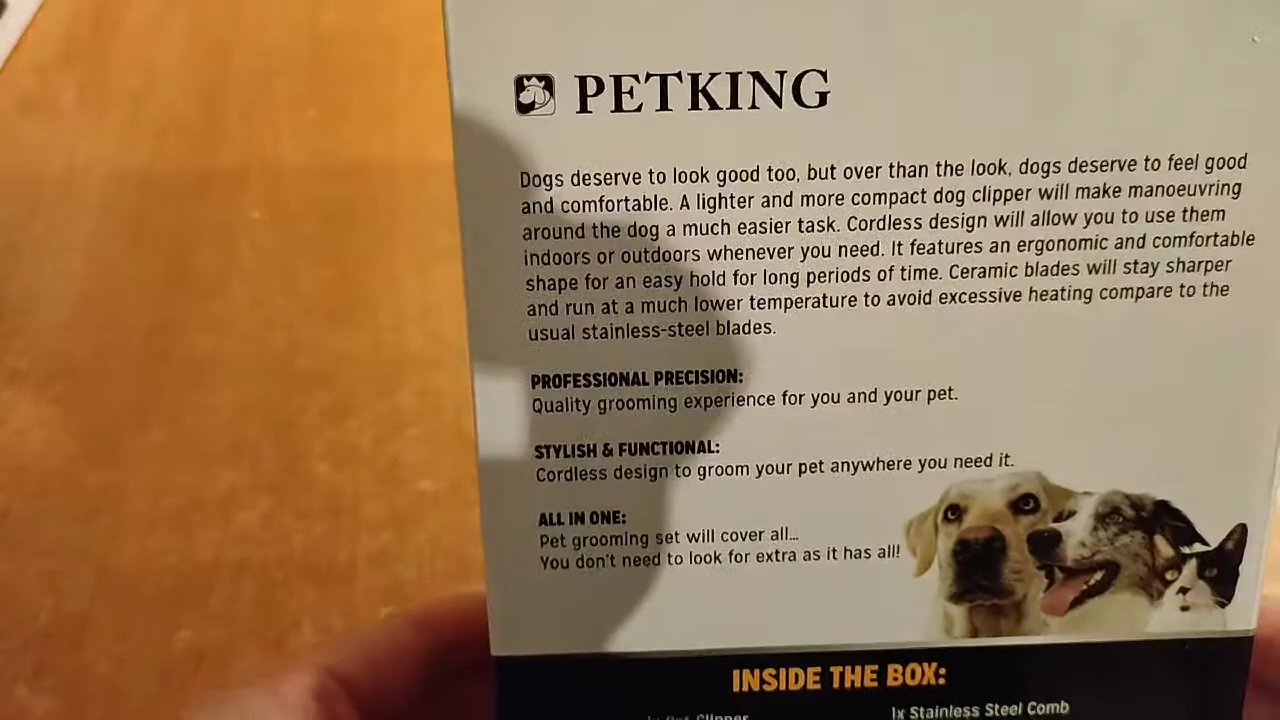 PETKING
Dogs deserve to look good too, but over than the look, dogs deserve to feel good
and comfortable. A lighter and more compact dog clipper will make manoeuvring
around the dog a much easier task. Cordless design will allow you to use them
indoors or outdoors whenever you need. It features an ergonomic and comfortable
shape for an easy hold for long periods of time. Ceramic blades will stay sharper
and run at a much lower temperature to avoid excessive heating compare to the
usual stainless-steel blades.
PROFESSIONAL PRECISION:
Quality grooming experience for you and your pet.
STYLISH & FUNCTIONAL:
Cordless design to groom your pet anywhere you need it.
ALL IN ONE:
Pet grooming set will cover all...
You don't need to look for extra as it has all!
INSIDE THE BOX:
Pet Clipper
1x Stainless Steel Comb